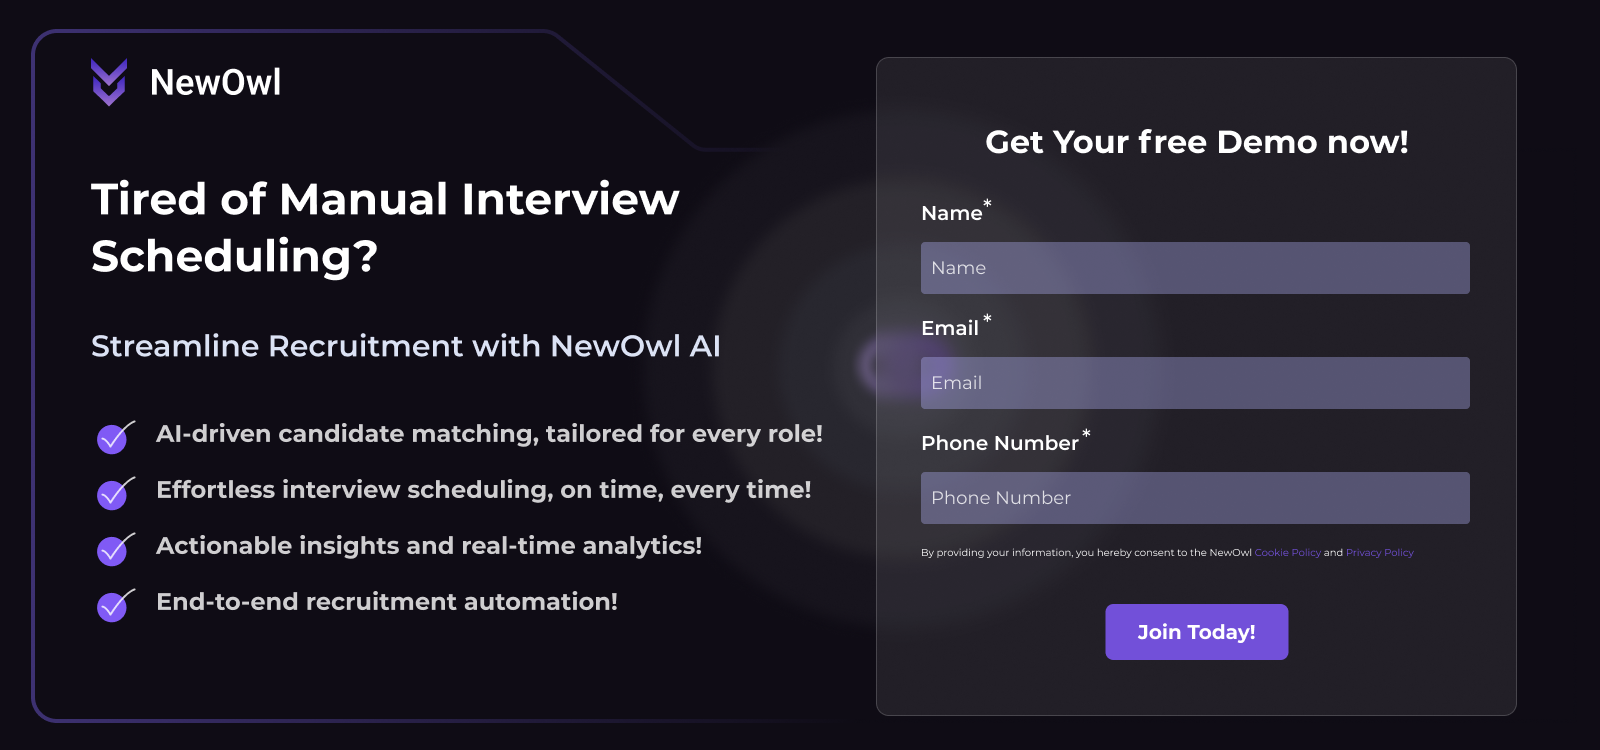 NewOwl
Tired of Manual Interview
Scheduling?
Streamline Recruitment with NewOwl AI
AI-driven candidate matching, tailored for every role!
Effortless interview scheduling, on time, every time!
Actionable insights and real-time analytics!
End-to-end recruitment automation!
Get Your free Demo now!
Name*
Name
Email *
Email
Phone Number *
Phone Number
By providing your information, you hereby consent to the NewOwl Cookie Policy and Privacy Policy
Join Today!